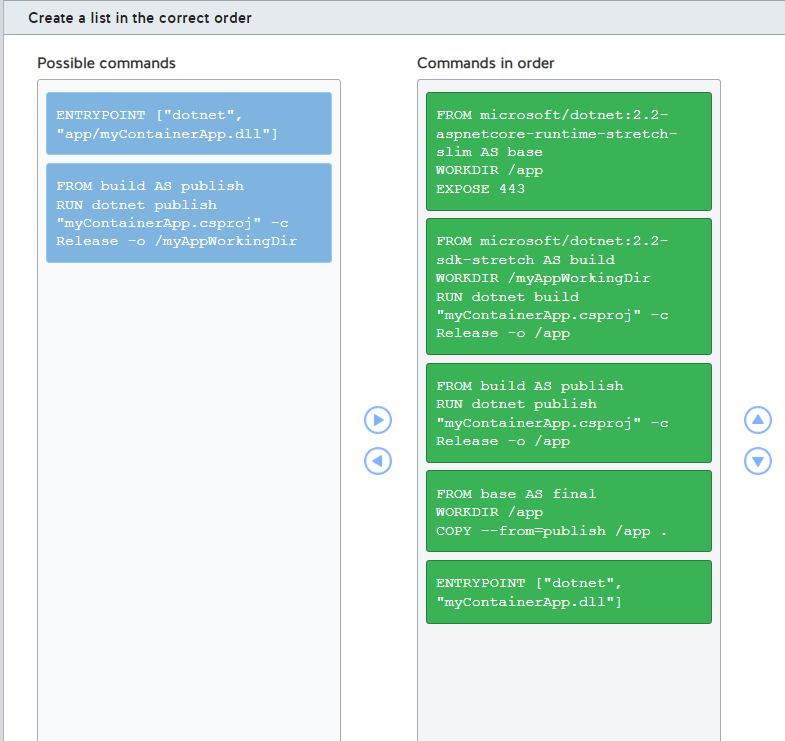 Create a list in the correct order
Possible commands
ENTRYPOINT ["dotnet",
"app/myContainerApp.dll"]
FROM build AS publish
RUN dotnet publish
"myContainerApp.csproj" -c
Release -o /myAppWorkingDir
Commands in order
FROM microsoft/dotnet:2.2-
aspnetcore-runtime-stretch-
slim AS base
WORKDIR /app
EXPOSE 443
FROM microsoft/dotnet:2.2-
sdk-stretch AS build
WORKDIR /myAppWorkingDir
RUN dotnet build
"myContainerApp.csproj" -c
Release -o /app
FROM build AS publish
RUN dotnet publish
"myContainerApp.csproj" -c
Release -o /app
FROM base AS final
WORKDIR /app
COPY --from=publish /app .
ENTRYPOINT ["dotnet",
"myContainerApp.dll"]